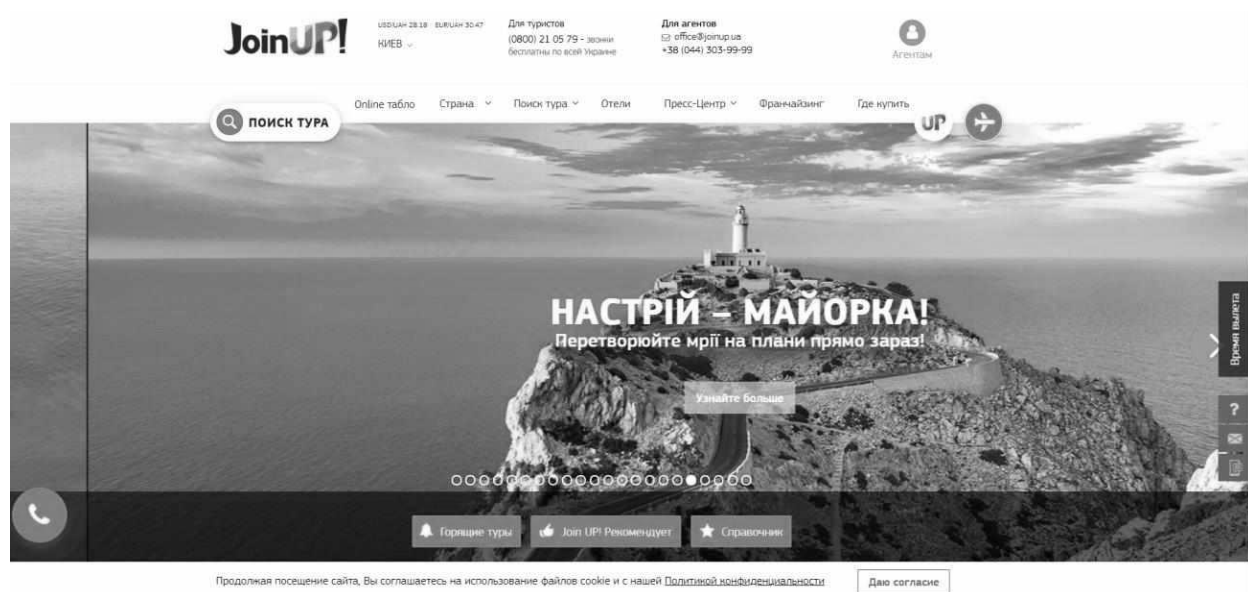 JoinUP!
USD/UAH 28.18 EUR/UAH 30.47
КИЕВ
Для туристов
(0800) 21 05 79 - звонки
бесплатны по всей Украине
Для агентов
office@joinup.ua
+38 (044) 303-99-99
Агентам
ПОИСК ТУРА
Online табло Страна Поиск тура Отели Пресс-Центр Франчайзинг Где купить
UP
НАСТРІЙ – МАЙОРКА!
Перетворюйте мрії на плани прямо зараз!
Узнайте больше
Время вылета
?
Горящие туры Join UP! Рекомендует Справочник
Продолжая посещение сайта, Вы соглашаетесь на использование файлов cookie и с нашей Политикой конфиденциальности Даю согласие